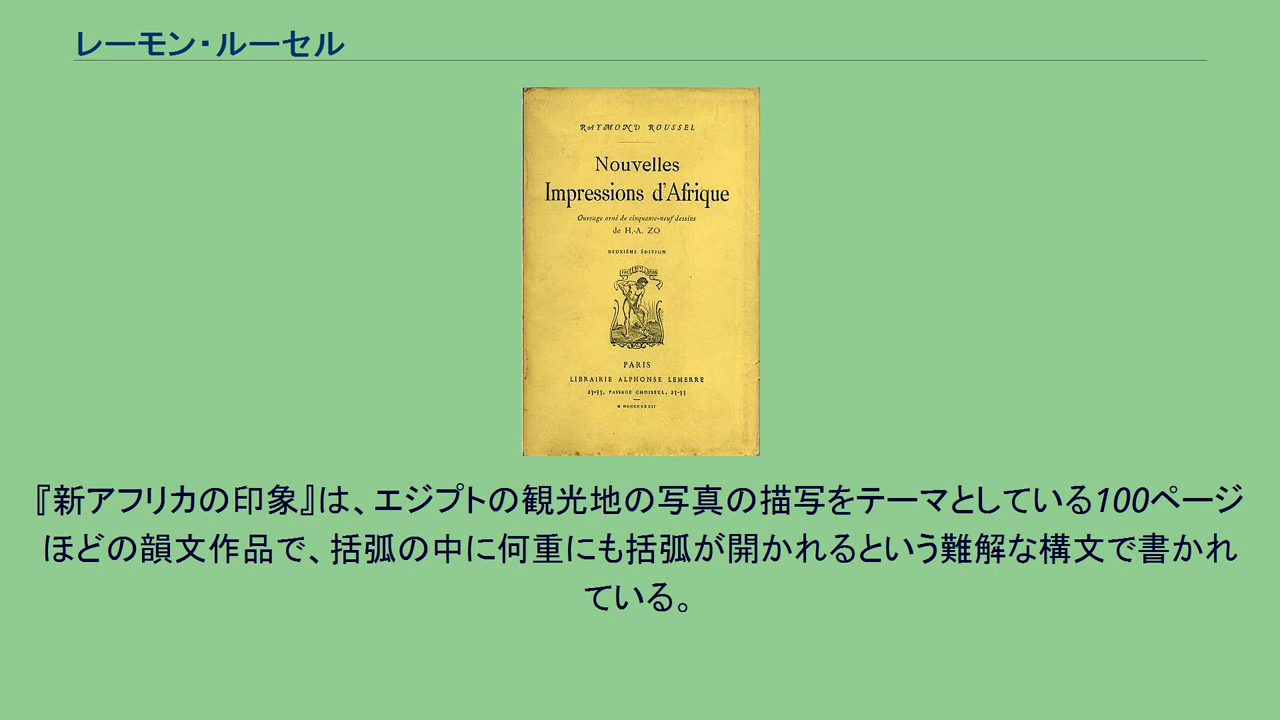 レーモン・ルーセル
RAYMOND ROUSSEL
Nouvelles
Impressions d'Afrique
Ouvrage orné de cinquante-neuf dessins
de H.-A. ZO
DEUXIÈME ÉDITION
PARIS
LIBRAIRIE ALPHONSE LEMERRE
23-33, PASSAGE CHOISEUL, 23-33
『新アフリカの印象』は、エジプトの観光地の写真の描写をテーマとしている100ページ
ほどの韻文作品で、括弧の中に何重にも括弧が開かれるという難解な構文で書かれ
ている。